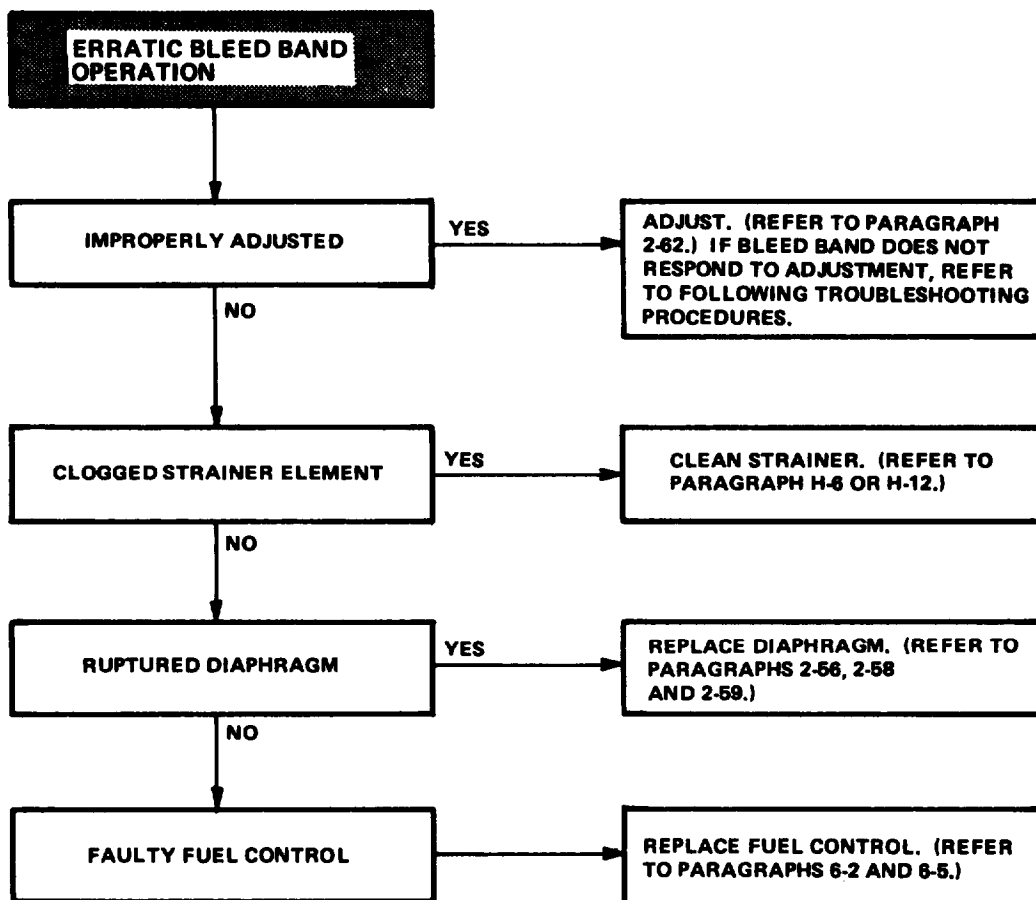 ERRATIC BLEED BAND
OPERATION
IMPROPERLY ADJUSTED
YES
ADJUST. (REFER TO PARAGRAPH
2-62.) IF BLEED BAND DOES NOT
RESPOND TO ADJUSTMENT, REFER
TO FOLLOWING TROUBLESHOOTING
PROCEDURES.
NO
CLOGGED STRAINER ELEMENT
YES
CLEAN STRAINER. (REFER TO
PARAGRAPH H-6 OR H-12.)
NO
RUPTURED DIAPHRAGM
YES
REPLACE DIAPHRAGM. (REFER TO
PARAGRAPHS 2-56, 2-58
AND 2-59.)
NO
FAULTY FUEL CONTROL
REPLACE FUEL CONTROL. (REFER
TO PARAGRAPHS 6-2 AND 6-5.)